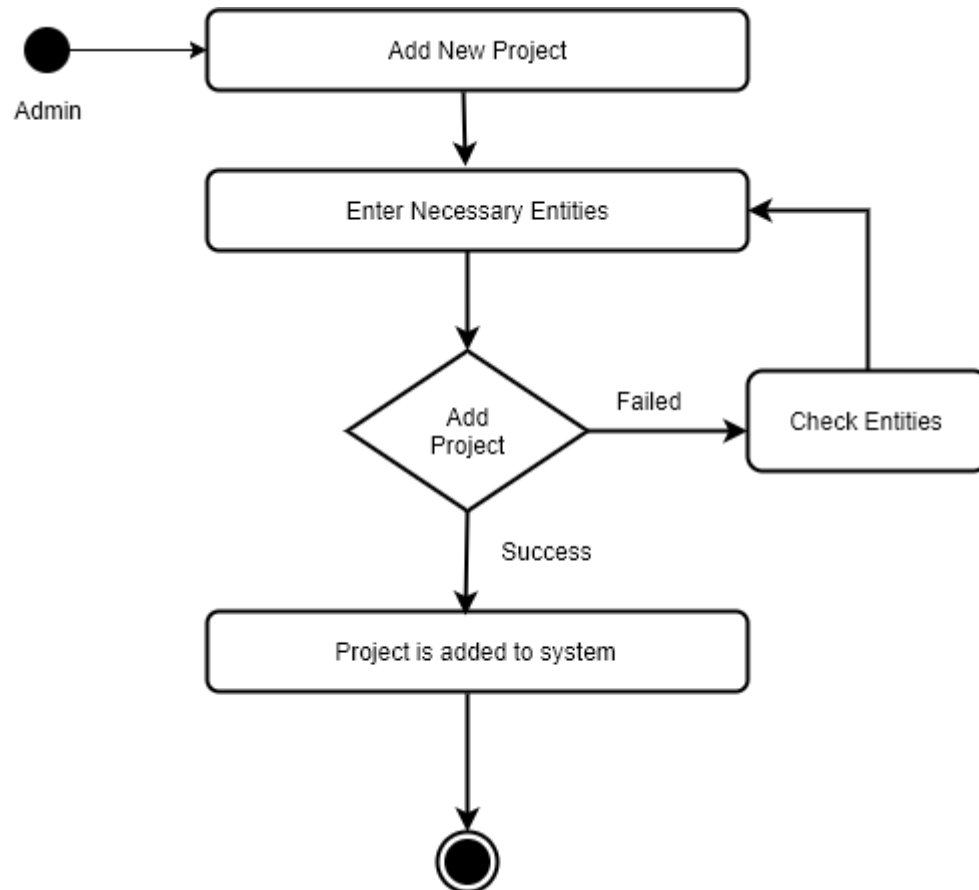 Add New Project
Admin
Enter Necessary Entities
Failed
Add
Project
Check Entities
Success
Project is added to system